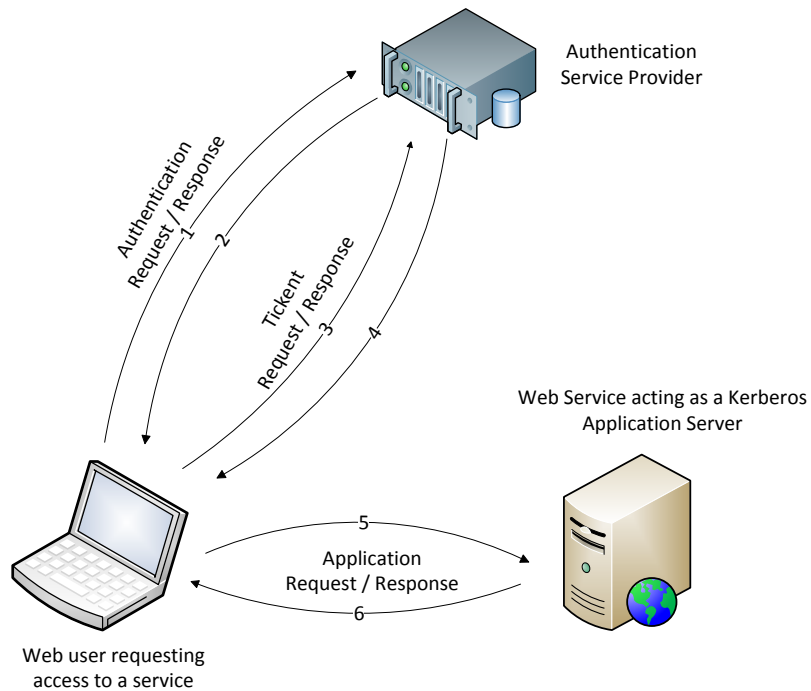 Authentication
Service Provider
Authentication
Request / Response
1
2
Tickent
Request / Response
3
4
Web Service acting as a Kerberos
Application Server
5
Application
Request / Response
6
Web user requesting
access to a service